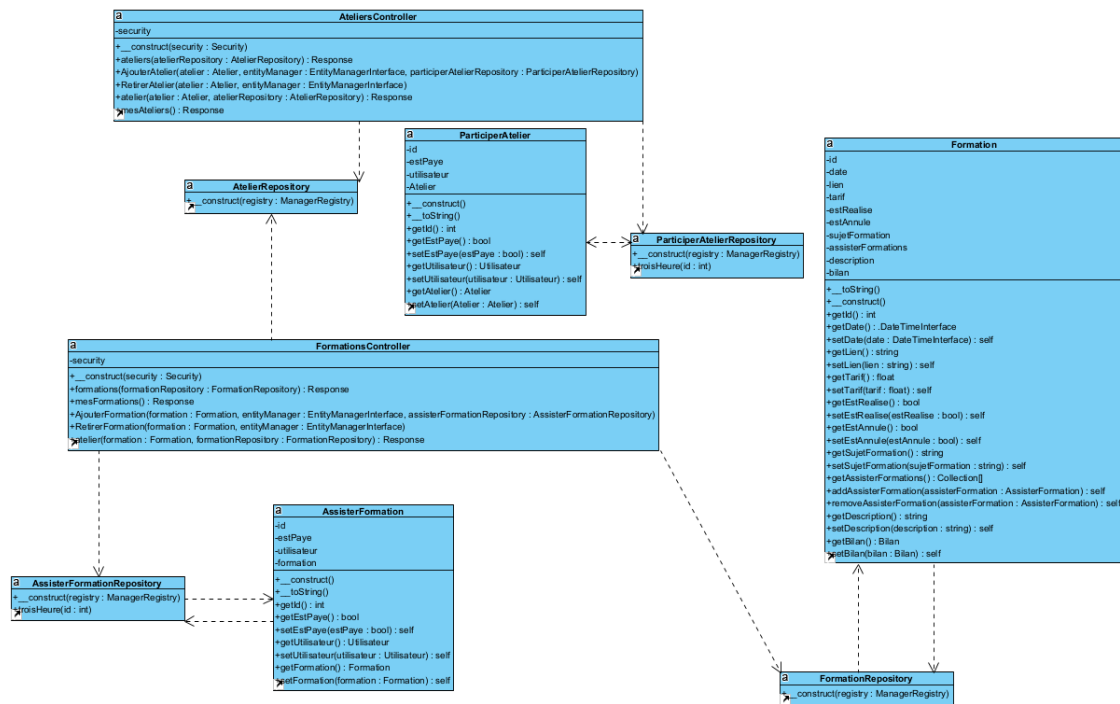 a
AteliersController
-security
+__construct(security : Security)
+ateliers(atelierRepository : AtelierRepository) : Response
+AjouterAtelier(atelier : Atelier, entityManager : EntityManagerInterface, participerAtelierRepository : ParticiperAtelierRepository)
+RetirerAtelier(atelier : Atelier, entityManager : EntityManagerInterface)
+atelier(atelier : Atelier, atelierRepository : AtelierRepository) : Response
+mesAteliers() : Response
a
ParticiperAtelier
-id
-estPaye
-utilisateur
-Atelier
+__construct()
+__toString()
+getId() : int
+getEstPaye() : bool
+setEstPaye(estPaye : bool) : self
+getUtilisateur() : Utilisateur
+setUtilisateur(utilisateur : Utilisateur) : self
+getAtelier() : Atelier
+setAtelier(Atelier : Atelier) : self
a
AtelierRepository
+__construct(registry : ManagerRegistry)
a
ParticiperAtelierRepository
+__construct(registry : ManagerRegistry)
+troisHeure(id : int)
a
Formation
-id
-date
-lien
-tarif
-estRealise
-estAnnule
-sujetFormation
-assisterFormations
-description
-bilan
+__toString()
+__construct()
+getId() : int
+getDate() : .DateTimeInterface
+setDate(date : DateTimeInterface) : self
+getLien() : string
+setLien(lien : string) : self
+getTarif() : float
+setTarif(tarif : float) : self
+getEstRealise() : bool
+setEstRealise(estRealise : bool) : self
+getEstAnnule() : bool
+setEstAnnule(estAnnule : bool) : self
+getSujetFormation() : string
+setSujetFormation(sujetFormation : string) : self
+getAssisterFormations() : Collection[]
+addAssisterFormation(assisterFormation : AssisterFormation) : self
+removeAssisterFormation(assisterFormation : AssisterFormation) : self
+getDescription() : string
+setDescription(description : string) : self
+getBilan() : Bilan
+setBilan(bilan : Bilan) : self
a
FormationsController
-security
+__construct(security : Security)
+formations(formationRepository : FormationRepository) : Response
+mesFormations() : Response
+AjouterFormation(formation : Formation, entityManager : EntityManagerInterface, assisterFormationRepository : AssisterFormationRepository)
+RetirerFormation(formation : Formation, entityManager : EntityManagerInterface)
+atelier(formation : Formation, formationRepository : FormationRepository) : Response
a
AssisterFormation
-id
-estPaye
-utilisateur
-formation
+__construct()
+__toString()
+getId() : int
+getEstPaye() : bool
+setEstPaye(estPaye : bool) : self
+getUtilisateur() : Utilisateur
+setUtilisateur(utilisateur : Utilisateur) : self
+getFormation() : Formation
+setFormation(formation : Formation) : self
a
AssisterFormationRepository
+__construct(registry : ManagerRegistry)
+troisHeure(id : int)
a
FormationRepository
+__construct(registry : ManagerRegistry)